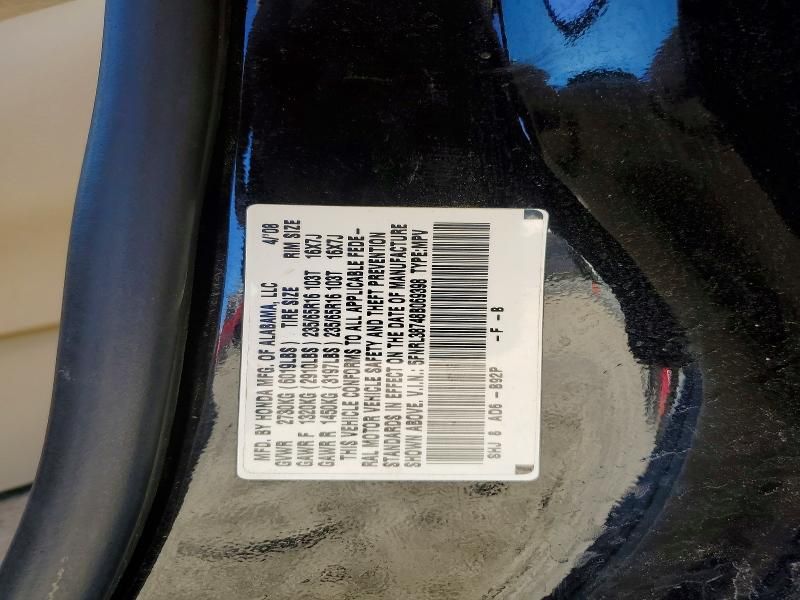 MFD. BY HONDA MFG. OF ALABAMA, LLC 4/'08
GVWR 2730KG (6019LBS) TIRE SIZE RIM SIZE
GAWR F 1320KG (2910LBS) 235/65R16 103T 16X7J
GAWR R 1450KG (3197LBS) 235/65R16 103T 16X7J
THIS VEHICLE CONFORMS TO ALL APPLICABLE FEDE-
RAL MOTOR VEHICLE SAFETY AND THEFT PREVENTION
STANDARDS IN EFFECT ON THE DATE OF MANUFACTURE
SHOWN ABOVE. V.I.N.: 5FNRL38748B069398 TYPE:MPV
SHJ 6 AD6 -B92P - F - B